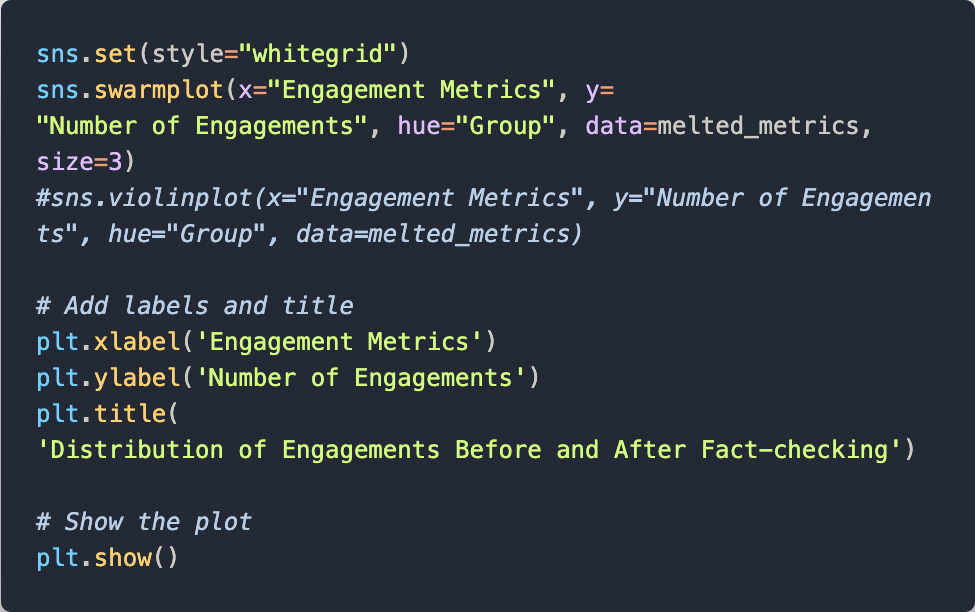 sns.set(style="whitegrid")
sns.swarmplot(x="Engagement Metrics", y=
"Number of Engagements", hue="Group", data=melted_metrics,
size=3)
#sns.violinplot(x="Engagement Metrics", y="Number of Engagemen
ts", hue="Group", data=melted_metrics)

# Add labels and title
plt.xlabel('Engagement Metrics')
plt.ylabel('Number of Engagements')
plt.title(
'Distribution of Engagements Before and After Fact-checking')

# Show the plot
plt.show()